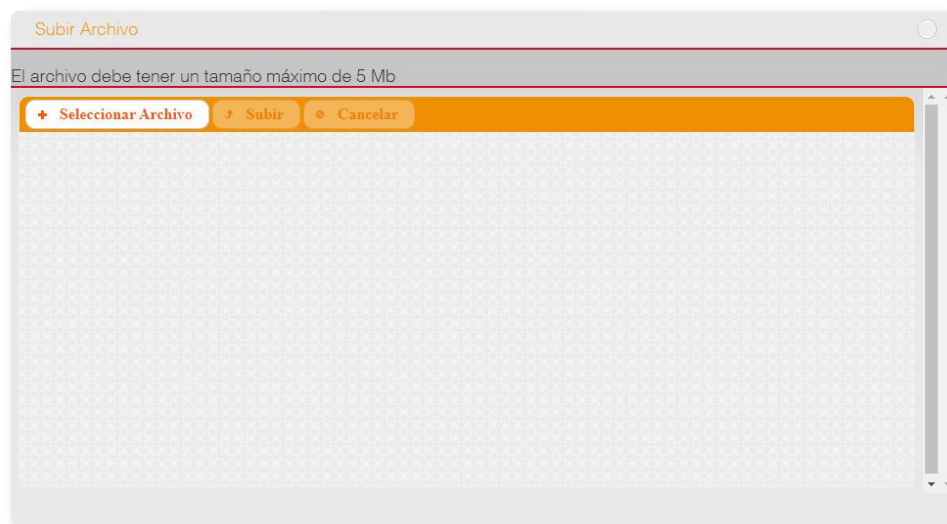 Subir Archivo
El archivo debe tener un tamaño máximo de 5 Mb
Seleccionar Archivo Subir Cancelar